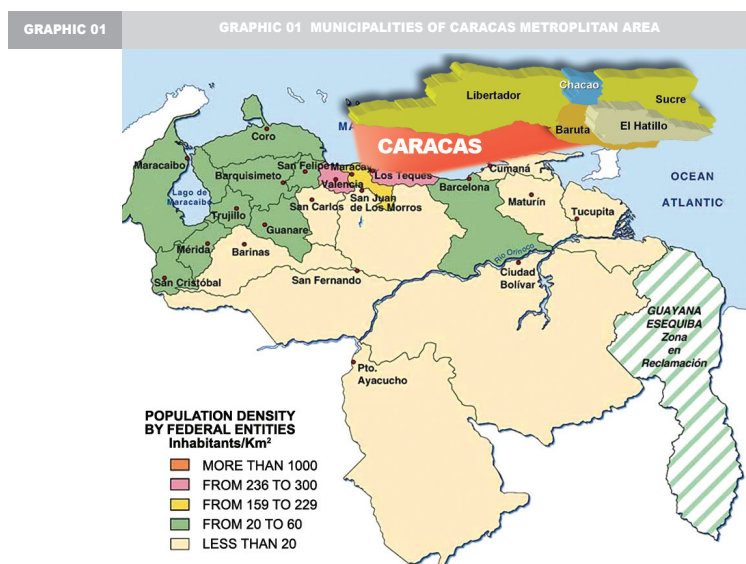 GRAPHIC 01
GRAPHIC 01 MUNICIPALITIES OF CARACAS METROPLITAN AREA
Libertador
Chacao
Sucre
Baruta
El Hatillo
CARACAS
MA
Coro
Maracaibo
San Felipe
Maraca
Los Teques
Cumaná
OCEAN
ATLANTIC
Barquisimeto
Valencia
Barcelona
Lago de
Maracaibo
San Carlos
San Juan
de Los Morros
Maturín
Tucupita
Trujillo
Guanare
Mérida
Barinas
Río Orinoco
San Cristóbal
San Fernando
Ciudad
Bolívar
GUAYANA
ESEQUIBA
Zona
en
Reclamación
Pto.
Ayacucho
POPULATION DENSITY
BY FEDERAL ENTITIES
Inhabitants/Km²
MORE THAN 1000
FROM 236 TO 300
FROM 159 TO 229
FROM 20 TO 60
LESS THAN 20